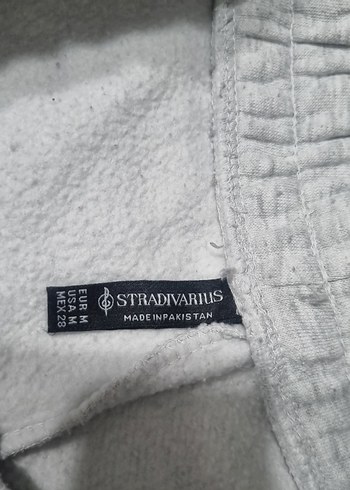 STRADIVARIUS
MADE IN PAKISTAN
EUR M
USA M
MEX 28